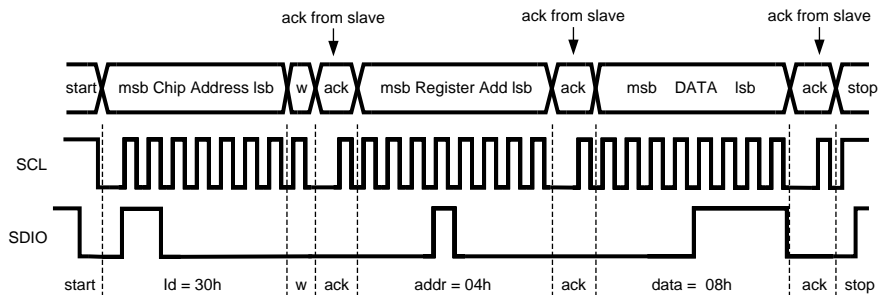 ack from slave ack from slave ack from slave
start msb Chip Address lsb w ack msb Register Add lsb ack msb DATA lsb ack stop
SCL
SDIO
start Id = 30h w ack addr = 04h ack data = 08h ack stop